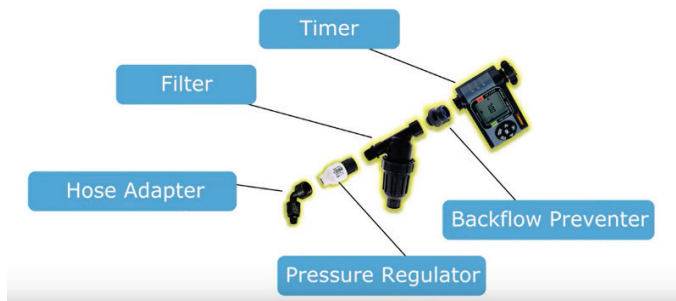 Timer
Filter
Hose Adapter
Backflow Preventer
Pressure Regulator